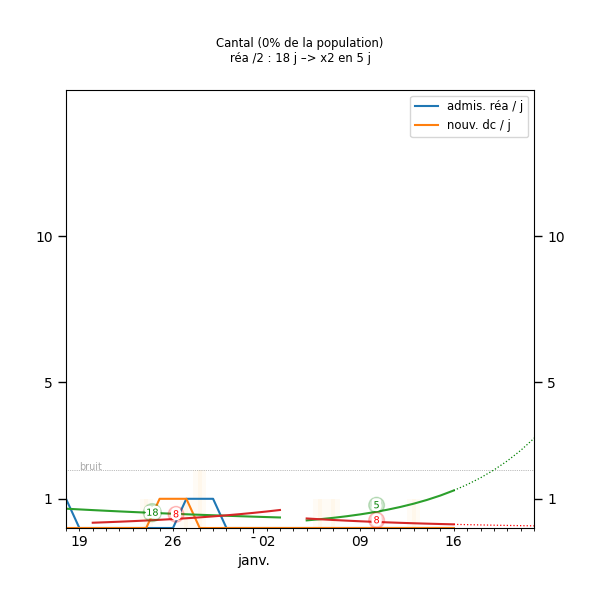 Cantal (0% de la population)
réa /2 : 18 j –> x2 en 5 j
admis. réa / j
nouv. dc / j
10
10
5
5
bruit
1
1
18
8
5
8
19
26
- 02
09
16
janv.